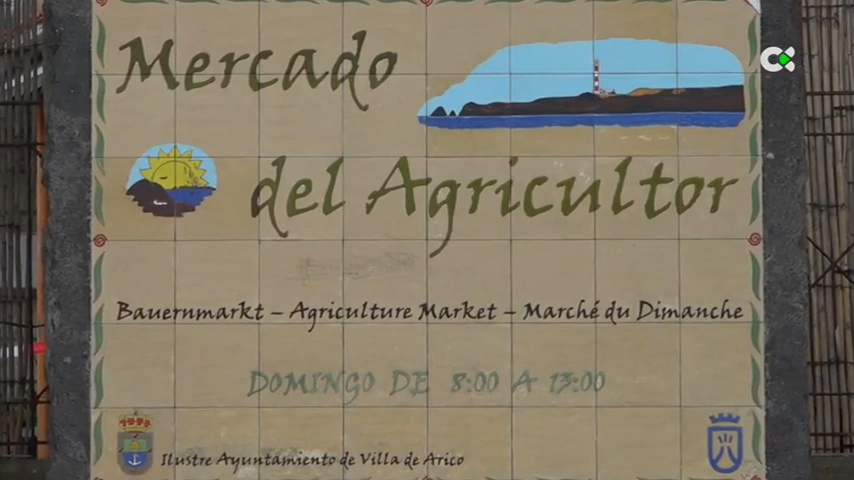 Mercado
del Agricultor
Bauernmarkt – Agriculture Market – Marché du Dimanche
DOMINGO DE 8:00 A 13:00
Ilustre Ayuntamiento de Villa de Arico